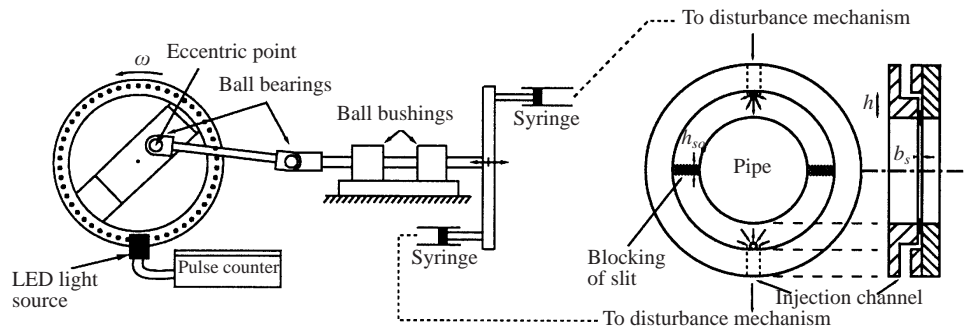 To disturbance mechanism
Eccentric point
ω
Ball bearings
Ball bushings
Syringe
h
h_so
b_s
Pipe
Syringe
LED light
source
Pulse counter
Blocking
of slit
Injection channel
To disturbance mechanism